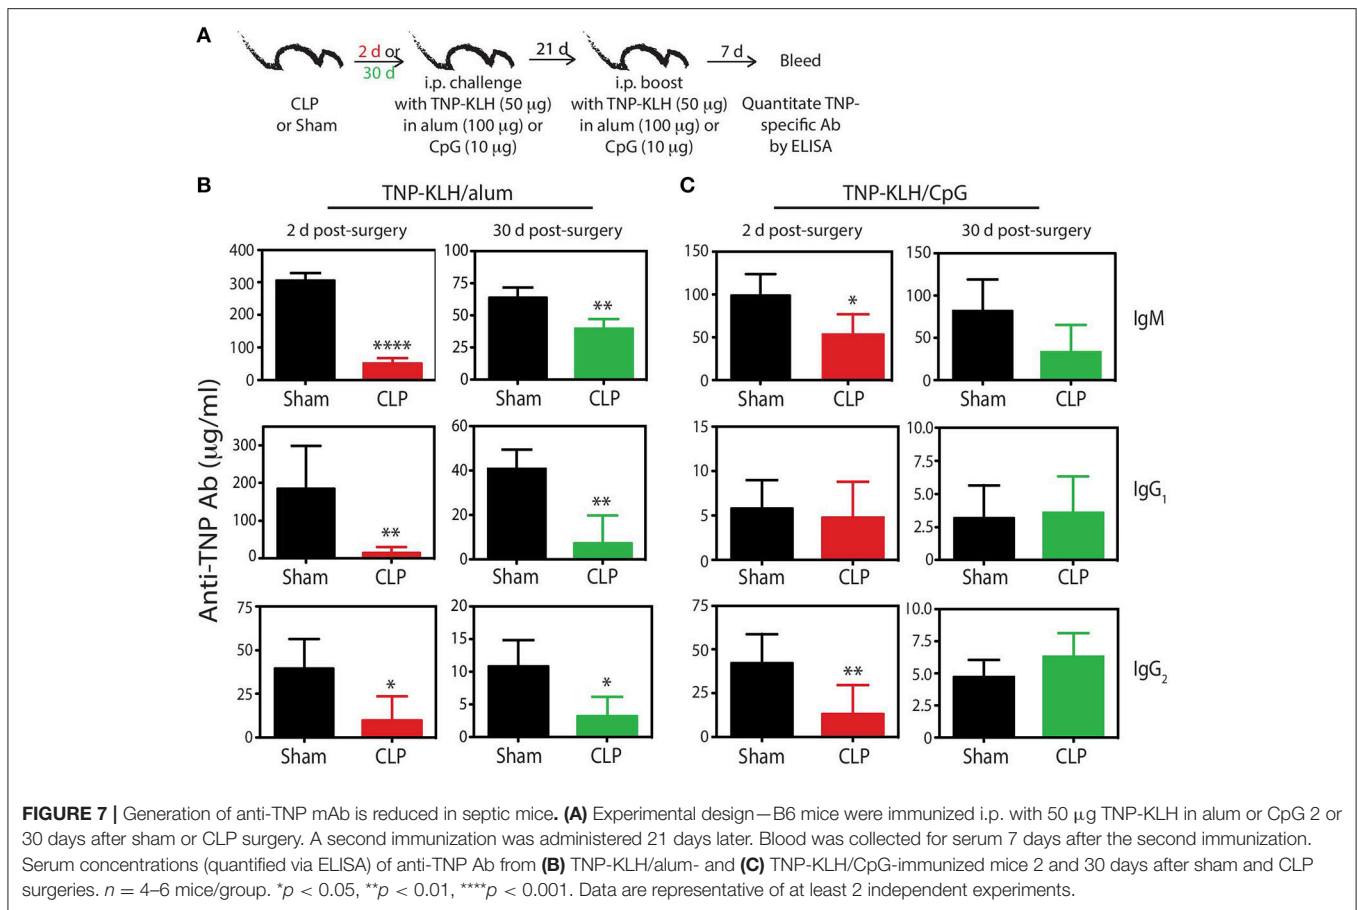 A
2 d or
30 d
21 d
7 d
Bleed
CLP
or Sham
i.p. challenge
with TNP-KLH (50 µg)
in alum (100 µg) or
CpG (10 µg)
i.p. boost
with TNP-KLH (50 µg)
in alum (100 µg) or
CpG (10 µg)
Quantitate TNP-
specific Ab
by ELISA
B
TNP-KLH/alum
C
TNP-KLH/CpG
2 d post-surgery
30 d post-surgery
2 d post-surgery
30 d post-surgery
Anti-TNP Ab (µg/ml)
400
300
200
100
0
****
Sham CLP
100
75
50
25
0
**
Sham CLP
150
100
50
0
*
Sham CLP
150
100
50
0
Sham CLP
IgM
300
200
100
0
**
Sham CLP
60
40
20
0
**
Sham CLP
15
10
5
0
Sham CLP
10.0
7.5
5.0
2.5
0.0
Sham CLP
IgG1
75
50
25
0
*
Sham CLP
20
15
10
5
0
*
Sham CLP
75
50
25
0
**
Sham CLP
10.0
7.5
5.0
2.5
0
Sham CLP
IgG2
FIGURE 7 | Generation of anti-TNP mAb is reduced in septic mice. (A) Experimental design—B6 mice were immunized i.p. with 50 µg TNP-KLH in alum or CpG 2 or
30 days after sham or CLP surgery. A second immunization was administered 21 days later. Blood was collected for serum 7 days after the second immunization.
Serum concentrations (quantified via ELISA) of anti-TNP Ab from (B) TNP-KLH/alum- and (C) TNP-KLH/CpG-immunized mice 2 and 30 days after sham and CLP
surgeries. n = 4–6 mice/group. *p < 0.05, **p < 0.01, ****p < 0.001. Data are representative of at least 2 independent experiments.